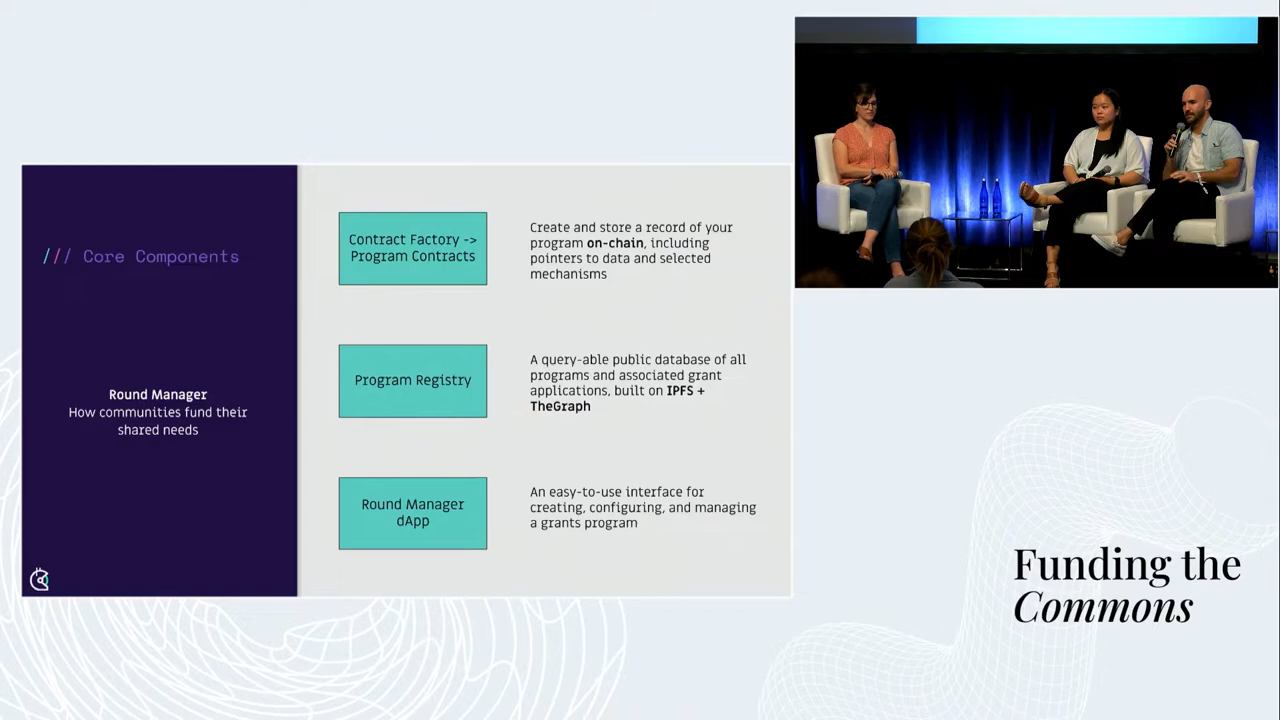 /// Core Components
Round Manager
How communities fund their
shared needs
Contract Factory ->
Program Contracts
Create and store a record of your
program on-chain, including
pointers to data and selected
mechanisms
Program Registry
A query-able public database of all
programs and associated grant
applications, built on IPFS +
TheGraph
Round Manager
dApp
An easy-to-use interface for
creating, configuring, and managing
a grants program
Funding the
Commons